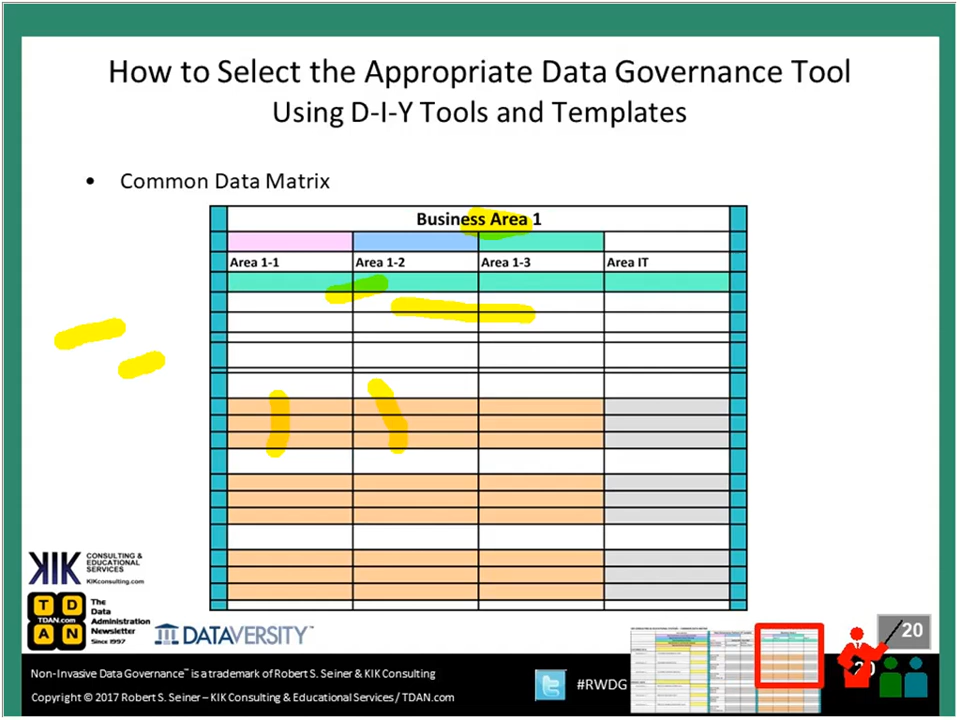 How to Select the Appropriate Data Governance Tool
Using D-I-Y Tools and Templates
• Common Data Matrix
Business Area 1
Area 1-1 Area 1-2 Area 1-3 Area IT
KIK CONSULTING &
EDUCATIONAL
SERVICES
KIKconsulting.com
T D
TDAN.com
A N
The
Data
Administration
Newsletter
Since 1997
DATAVERSITY™
20
Non-Invasive Data Governance™ is a trademark of Robert S. Seiner & KIK Consulting
#RWDG
Copyright © 2017 Robert S. Seiner – KIK Consulting & Educational Services / TDAN.com